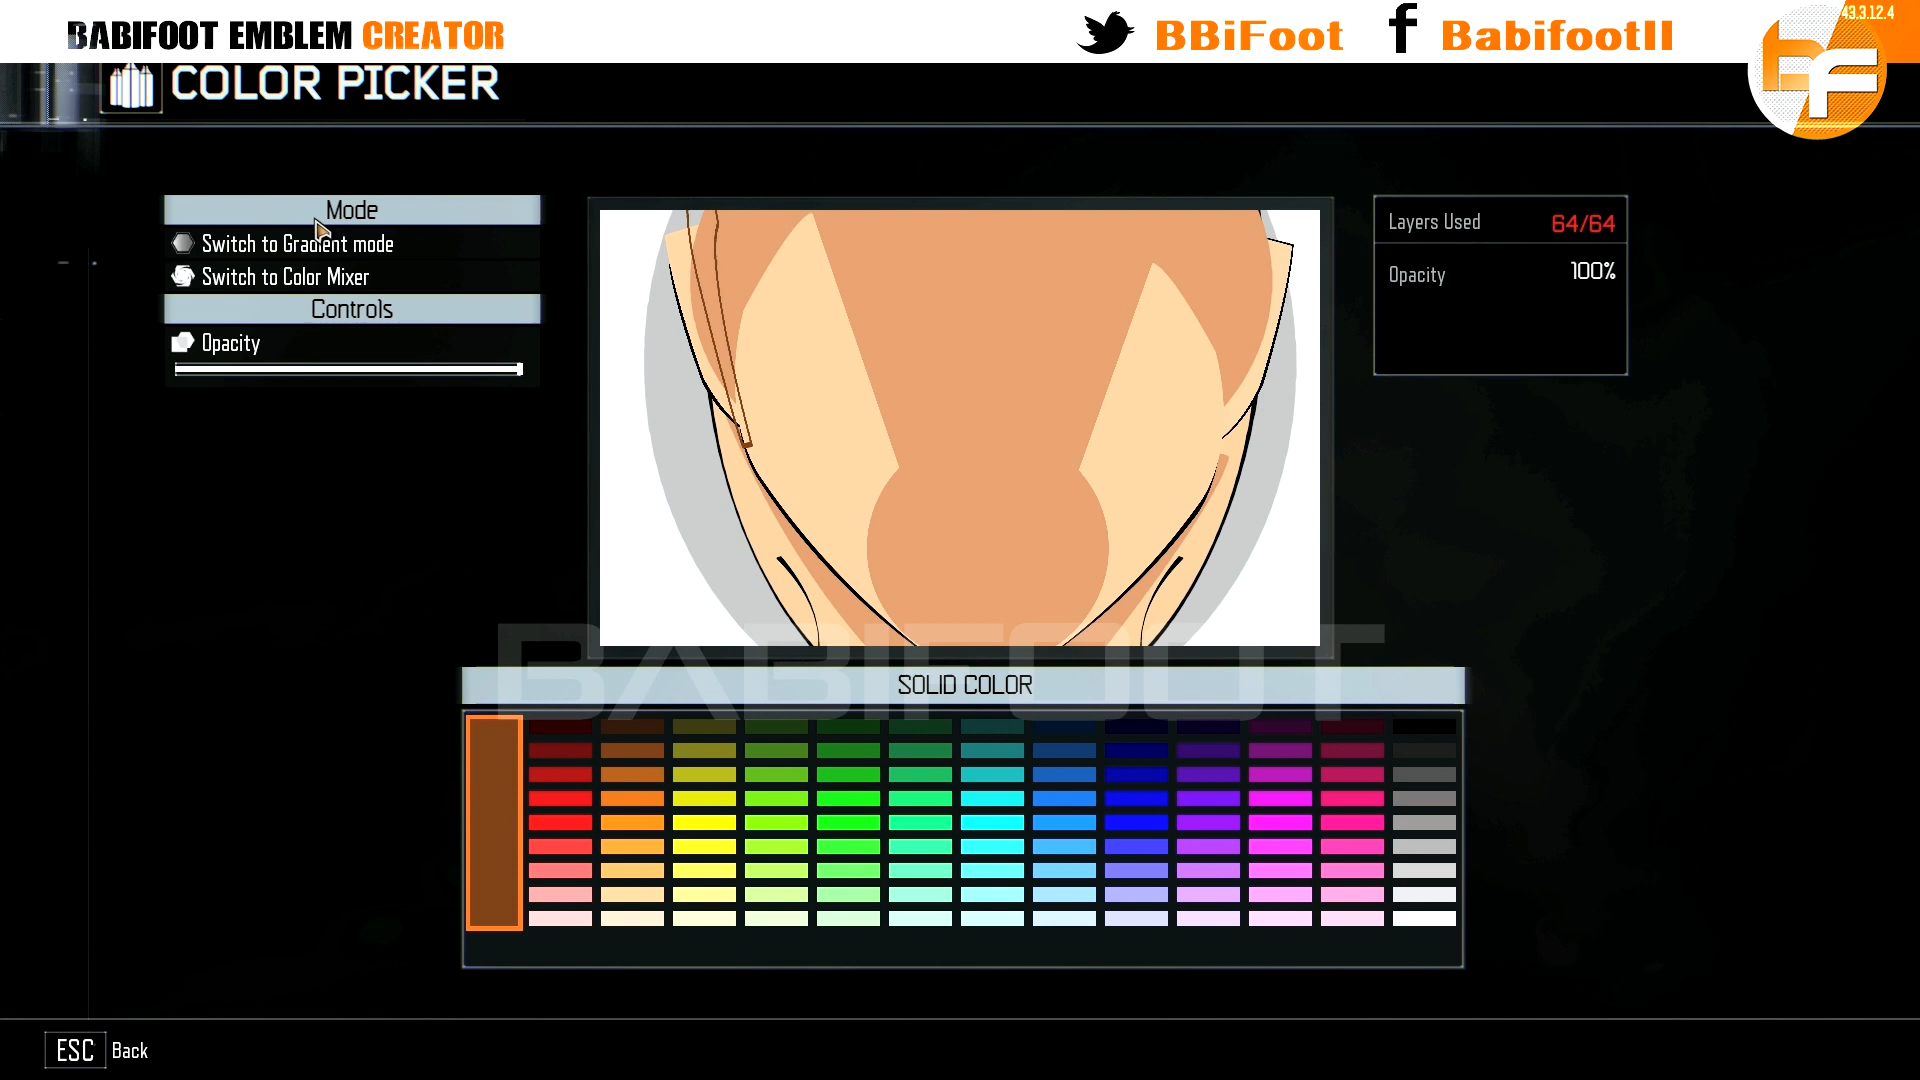 BABIFOOT EMBLEM CREATOR
BBiFoot
BabifootII
43.3.12.4
COLOR PICKER
Mode
Switch to Gradient mode
Switch to Color Mixer
Controls
Opacity
Layers Used 64/64
Opacity 100%
BABIFOOT
SOLID COLOR
ESC Back